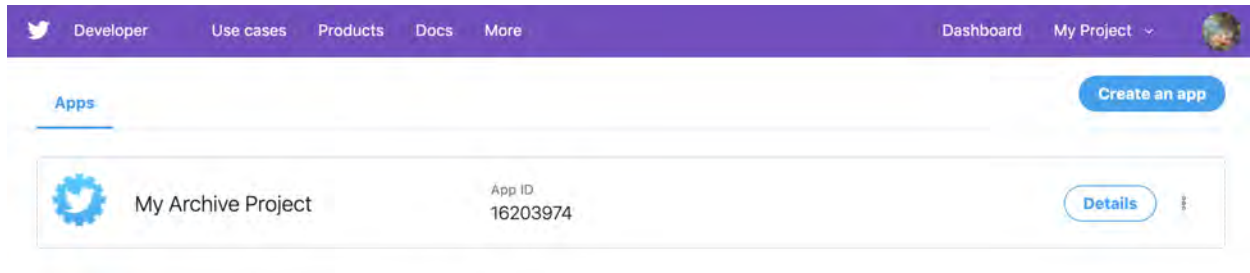 Developer Use cases Products Docs More Dashboard My Project
Create an app
Apps
App ID
My Archive Project
16203974
Details